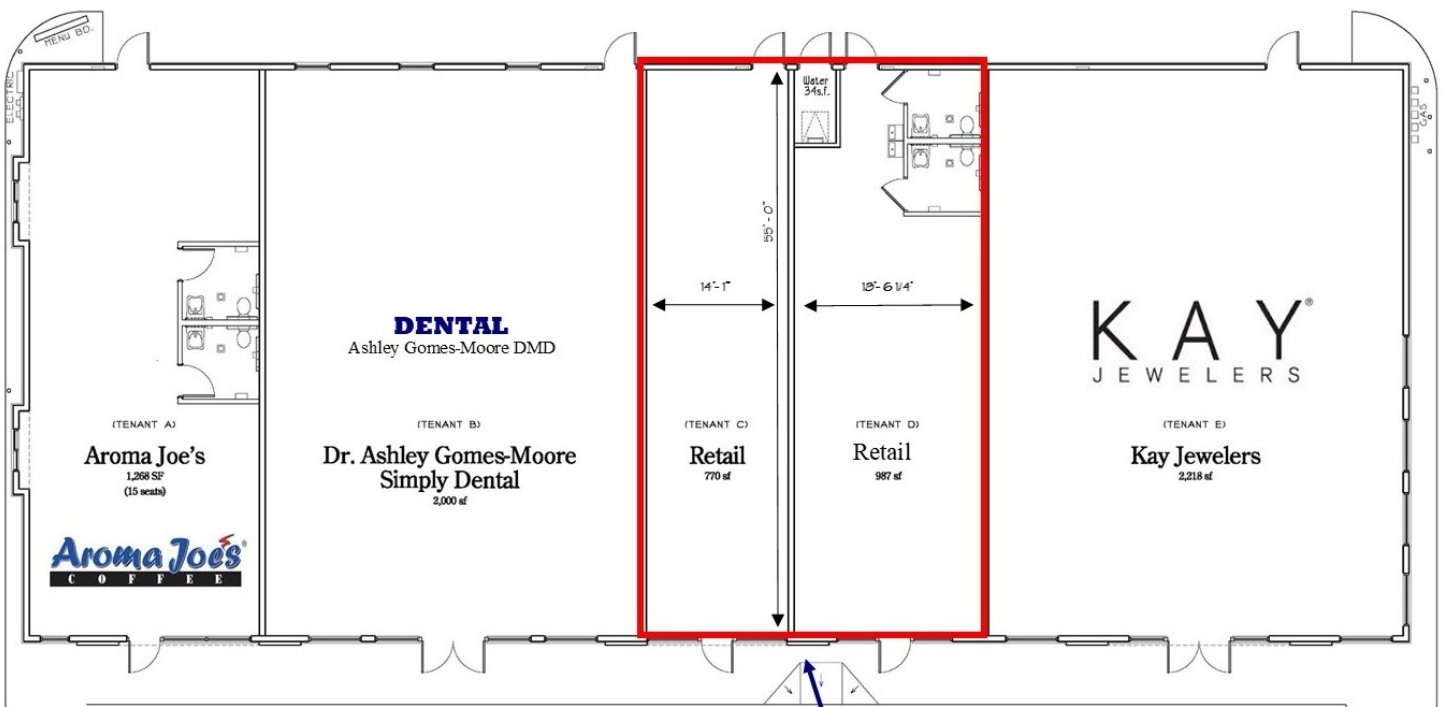 MENU BD.
ELECTRIC
GAS
Water
34s.f.
55'-0"
14'-1"
18'-6 1/4"
DENTAL
Ashley Gomes-Moore DMD
KAY®
JEWELERS
(TENANT A)
Aroma Joe's
1,268 SF
(15 seats)
(TENANT B)
Dr. Ashley Gomes-Moore
Simply Dental
2,000 sf
(TENANT C)
Retail
770 sf
(TENANT D)
Retail
987 sf
(TENANT E)
Kay Jewelers
2,218 sf
Aroma Joe's
COFFEE